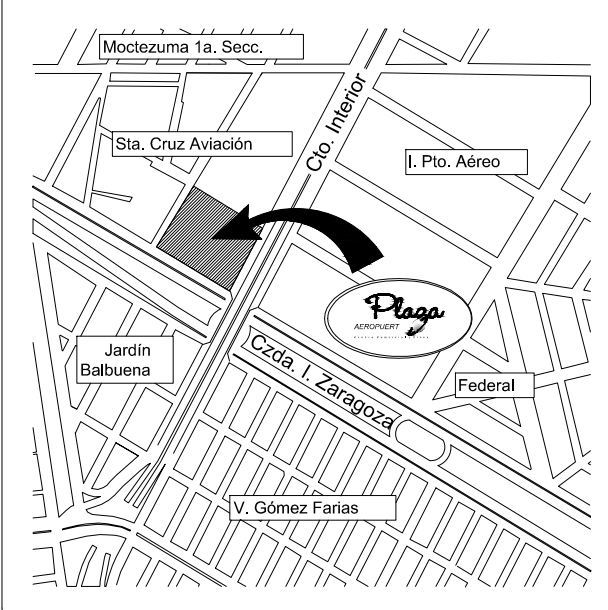 Moctezuma 1a. Secc.
Cto. Interior
Sta. Cruz Aviación
I. Pto. Aéreo
Plaza
AEROPUERT
Jardín
Balbuena
Czda. I. Zaragoza
Federal
V. Gómez Farias